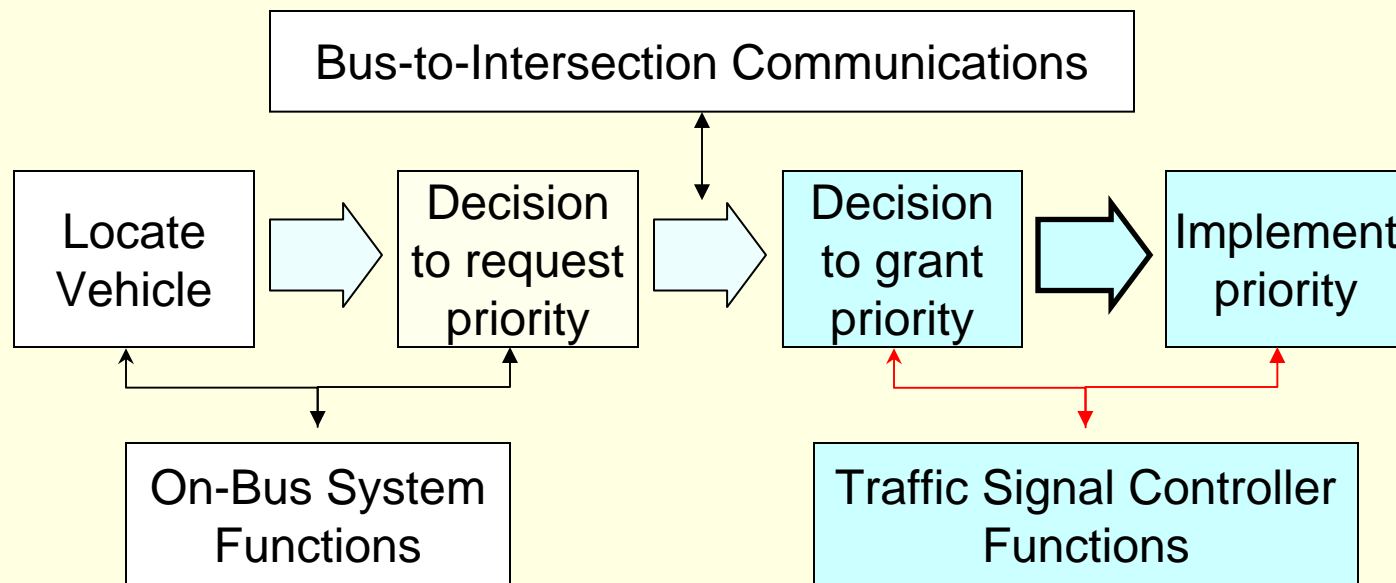 Bus-to-Intersection Communications
Locate
Vehicle
Decision
to request
priority
Decision
to grant
priority
Implement
priority
On-Bus System
Functions
Traffic Signal Controller
Functions